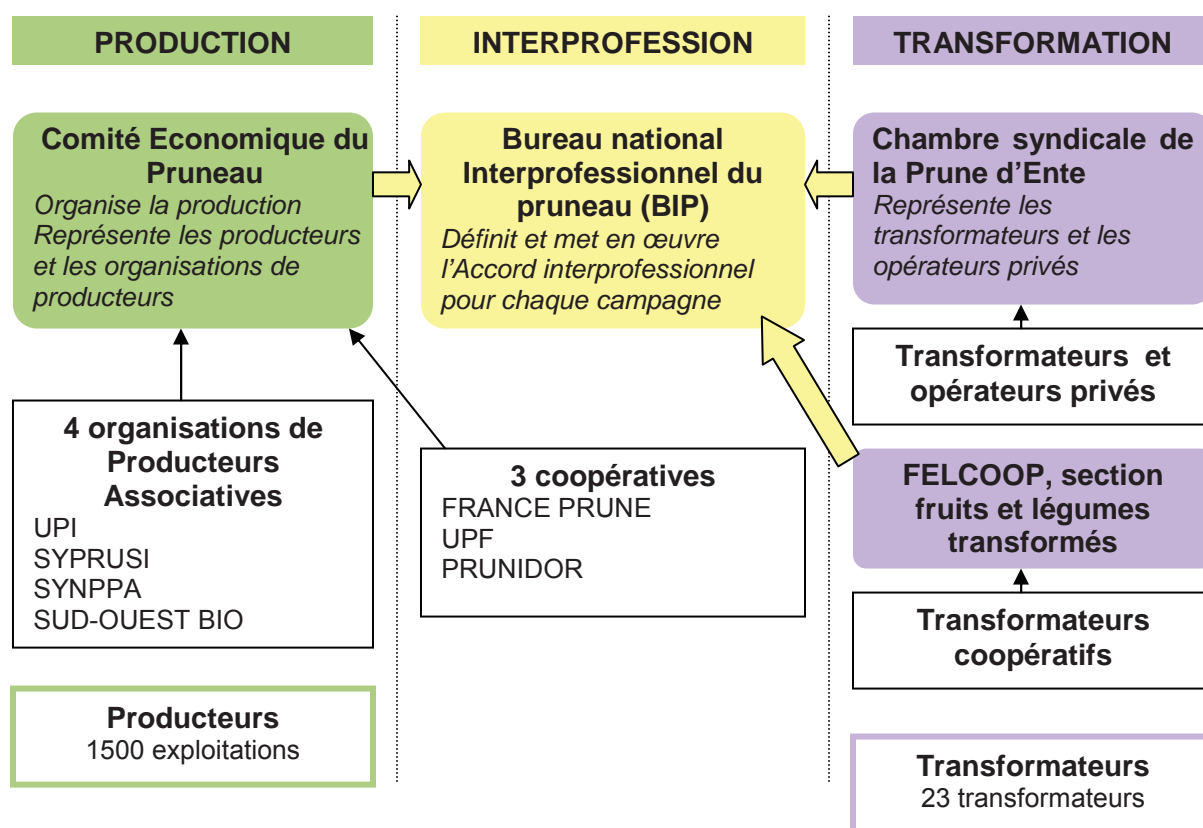 PRODUCTION
INTERPROFESSION
TRANSFORMATION
Comité Economique du
Pruneau
Organise la production
Représente les producteurs
et les organisations de
producteurs
Bureau national
Interprofessionnel du
pruneau (BIP)
Définit et met en œuvre
l'Accord interprofessionnel
pour chaque campagne
Chambre syndicale de
la Prune d'Ente
Représente les
transformateurs et les
opérateurs privés
Transformateurs et
opérateurs privés
4 organisations de
Producteurs
Associatives
UPI
SYPRUSI
SYNPPA
SUD-OUEST BIO
3 coopératives
FRANCE PRUNE
UPF
PRUNIDOR
FELCOOP, section
fruits et légumes
transformés
Transformateurs
coopératifs
Producteurs
1500 exploitations
Transformateurs
23 transformateurs